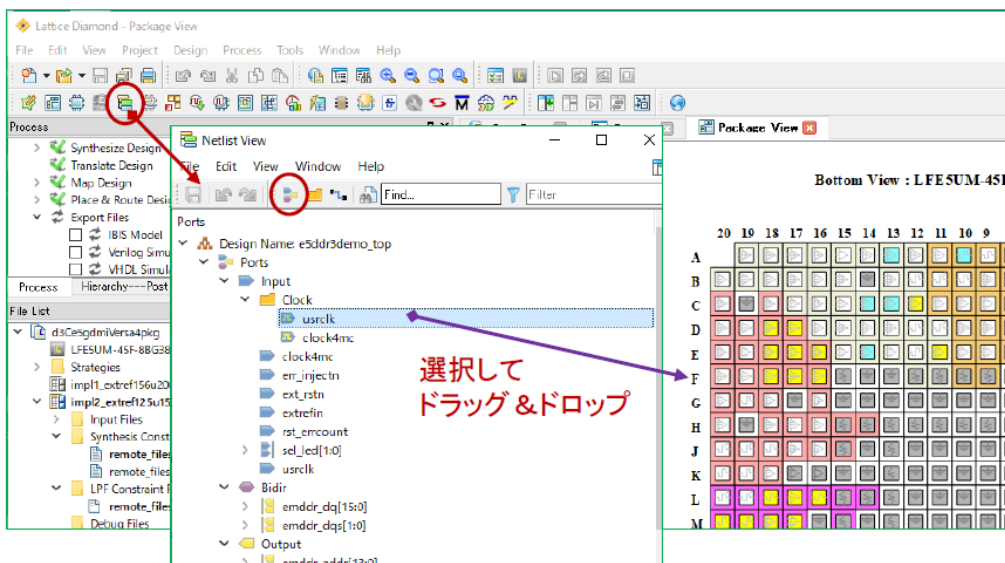 Lattice Diamond - Package View
File Edit View Project Design Process Tools Window Help
Process
Synthesize Design
Translate Design
Map Design
Place & Route Desi
Export Files
IBIS Model
Verilog Simu
VHDL Simul
Process Hierarchy---Post
File List
d3Ce5gdmiVersa4pkg
LFE5UM-45F-8BG38
Strategies
impl1_extref156u20
impl2_extref125u15
Input Files
Synthesis Const
remote_files
remote_files
LPF Constraint F
remote_files
Debug Files
Netlist View
File Edit View Window Help
Find... Filter
Ports
Design Name: e5ddr3demo_top
Ports
Input
Clock
usrclk
clock4mc
clock4mc
err_injectn
ext_rstn
extrefin
rst_errcount
sel_led[1:0]
usrclk
Bidir
emddr_dq[15:0]
emddr_dqs[1:0]
Output
emddr_addr[13:0]
選択して
ドラッグ＆ドロップ
Package View
Bottom View : LFE5UM-45F
20 19 18 17 16 15 14 13 12 11 10 9
A
B
C
D
E
F
G
H
J
K
L
M